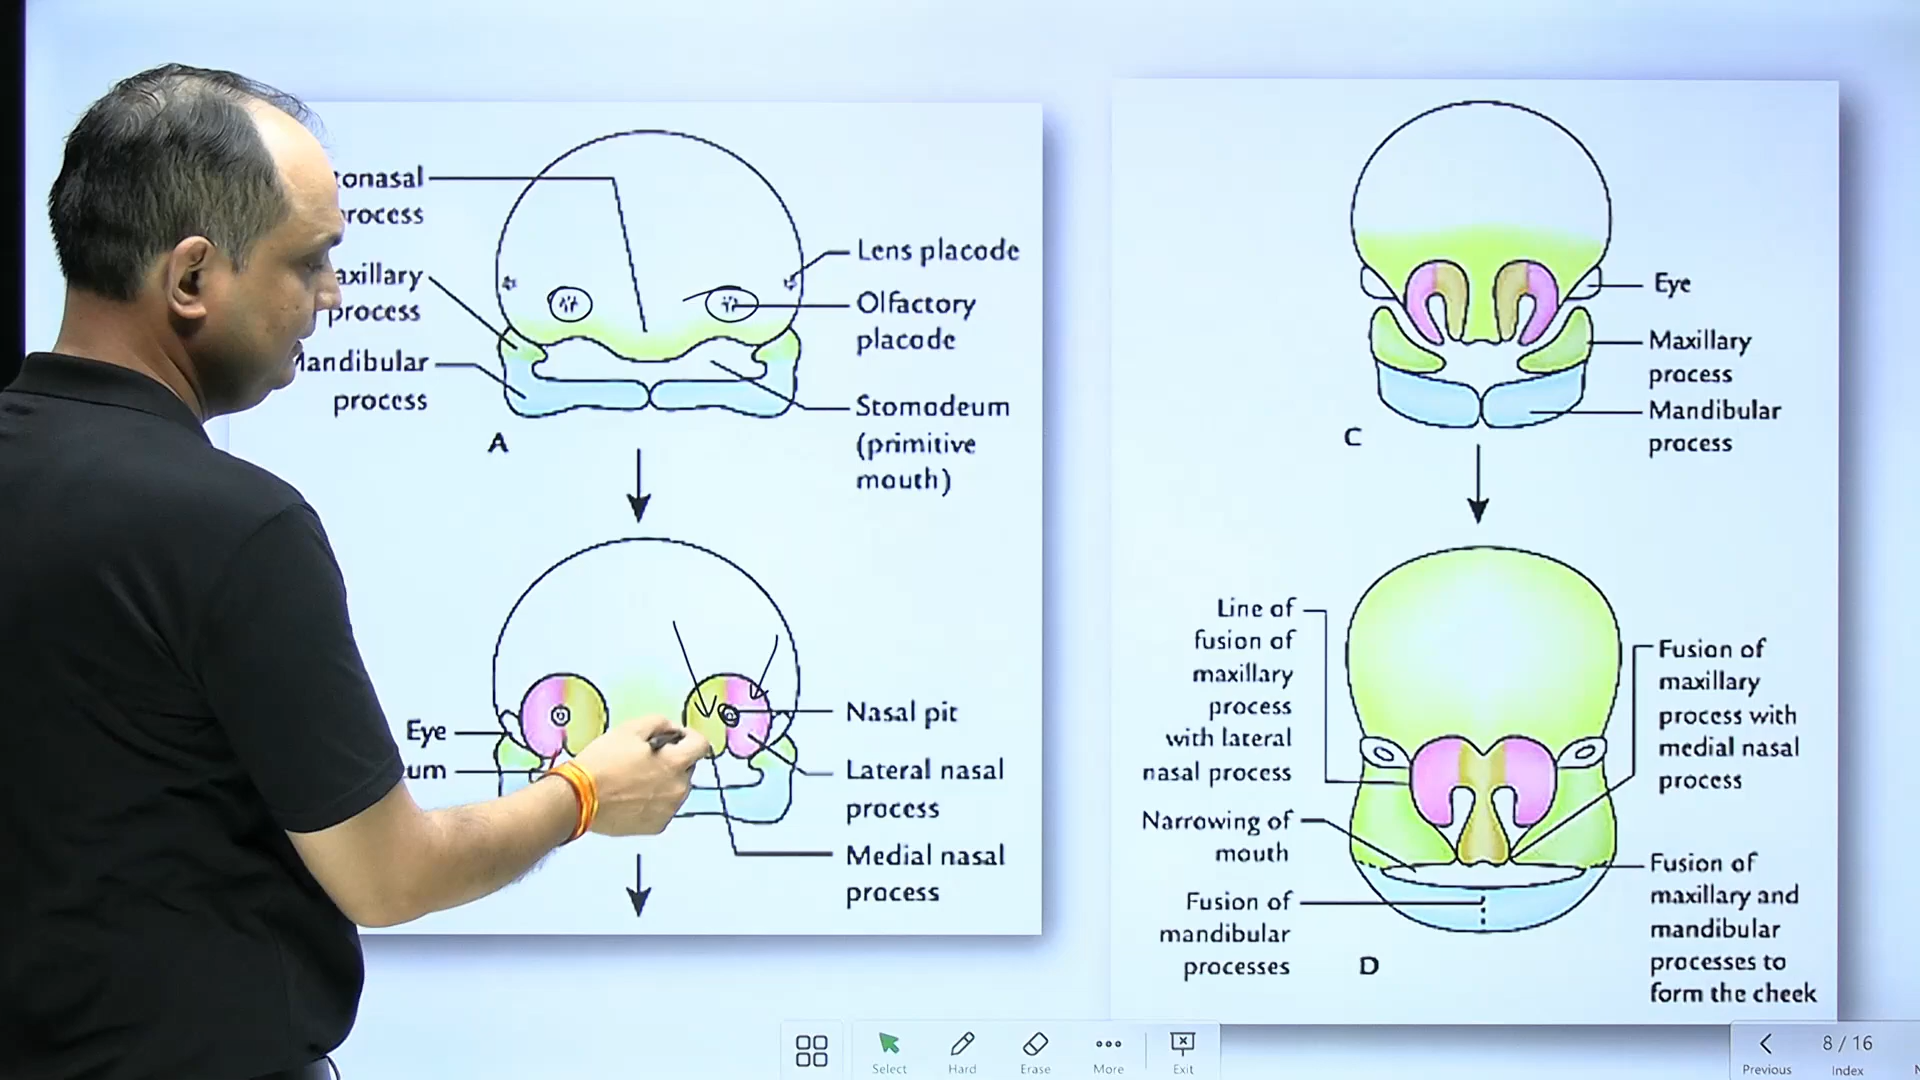 tonasal
rocess
axillary
process
Mandibular
process
Lens placode
Olfactory
placode
Stomodeum
(primitive
mouth)
A
Eye
um
Nasal pit
Lateral nasal
process
Medial nasal
process
Eye
Maxillary
process
Mandibular
process
C
Line of
fusion of
maxillary
process
with lateral
nasal process
Narrowing of
mouth
Fusion of
mandibular
processes
D
Fusion of
maxillary
process with
medial nasal
process
Fusion of
maxillary and
mandibular
processes to
form the cheek
Select
Hard
Erase
More
Exit
Previous
8 / 16
Index